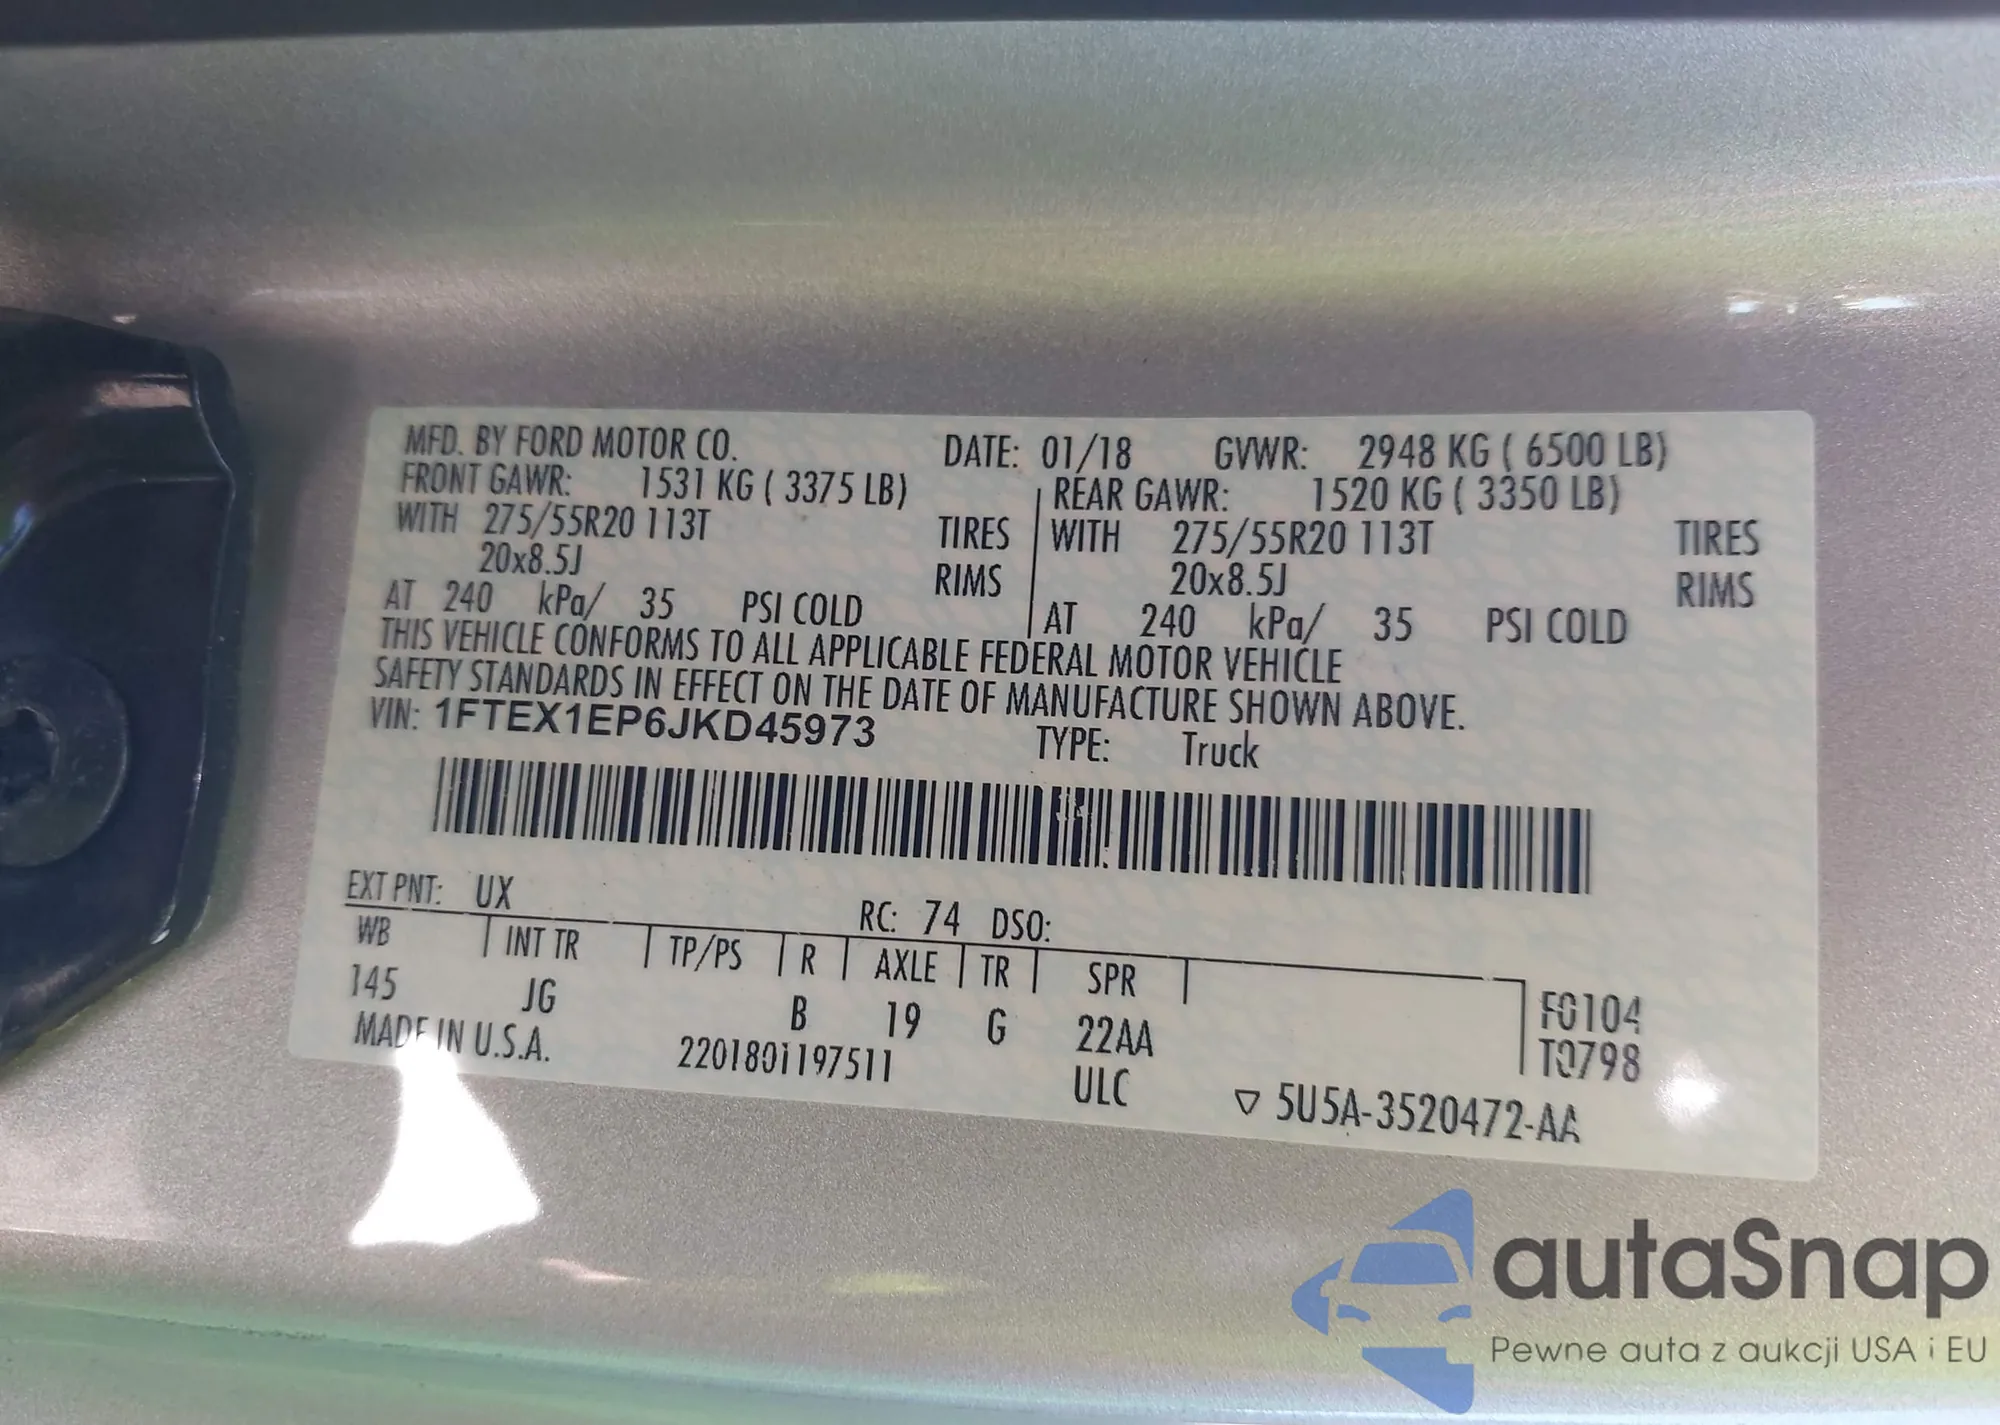 MFD. BY FORD MOTOR CO. DATE: 01/18 GVWR: 2948 KG ( 6500 LB)
FRONT GAWR: 1531 KG ( 3375 LB) REAR GAWR: 1520 KG ( 3350 LB)
WITH 275/55R20 113T TIRES WITH 275/55R20 113T TIRES
20x8.5J RIMS 20x8.5J RIMS
AT 240 kPa/ 35 PSI COLD AT 240 kPa/ 35 PSI COLD
THIS VEHICLE CONFORMS TO ALL APPLICABLE FEDERAL MOTOR VEHICLE
SAFETY STANDARDS IN EFFECT ON THE DATE OF MANUFACTURE SHOWN ABOVE.
VIN: 1FTEX1EP6JKD45973 TYPE: Truck
EXT PNT: UX RC: 74 DSO:
WB INT TR TP/PS R AXLE TR SPR
145 JG B 19 G 22AA F0104
MADE IN U.S.A. 2201801197511 ULC T0798
▽ 5U5A-3520472-AA
autaSnap
Pewne auta z aukcji USA i EU